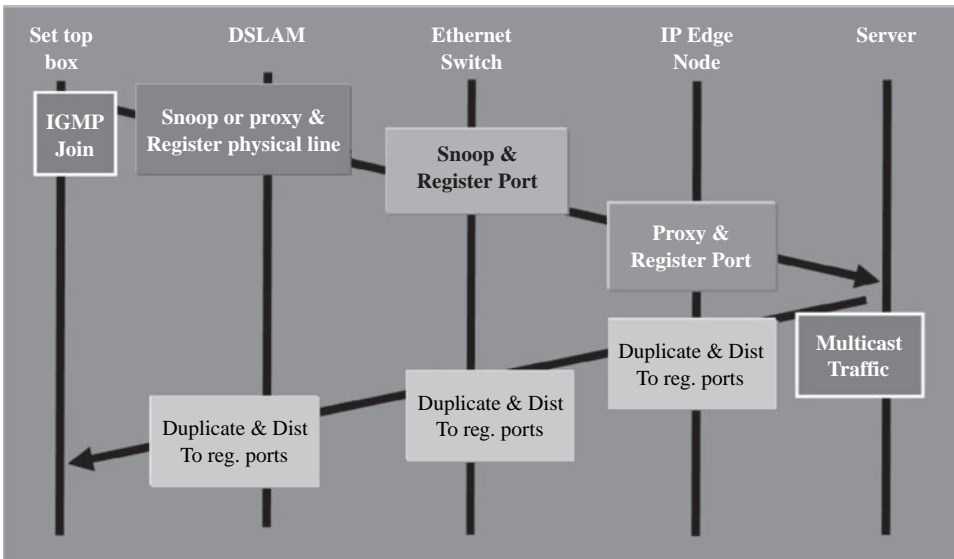 Set top
box
DSLAM
Ethernet
Switch
IP Edge
Node
Server
IGMP
Join
Snoop or proxy &
Register physical line
Snoop &
Register Port
Proxy &
Register Port
Multicast
Traffic
Duplicate & Dist
To reg. ports
Duplicate & Dist
To reg. ports
Duplicate & Dist
To reg. ports